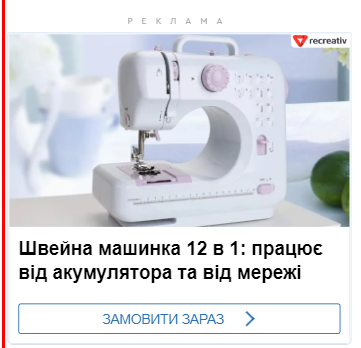 РЕКЛАМА
recreativ
Швейна машинка 12 в 1: працює
від акумулятора та від мережі
ЗАМОВИТИ ЗАРАЗ